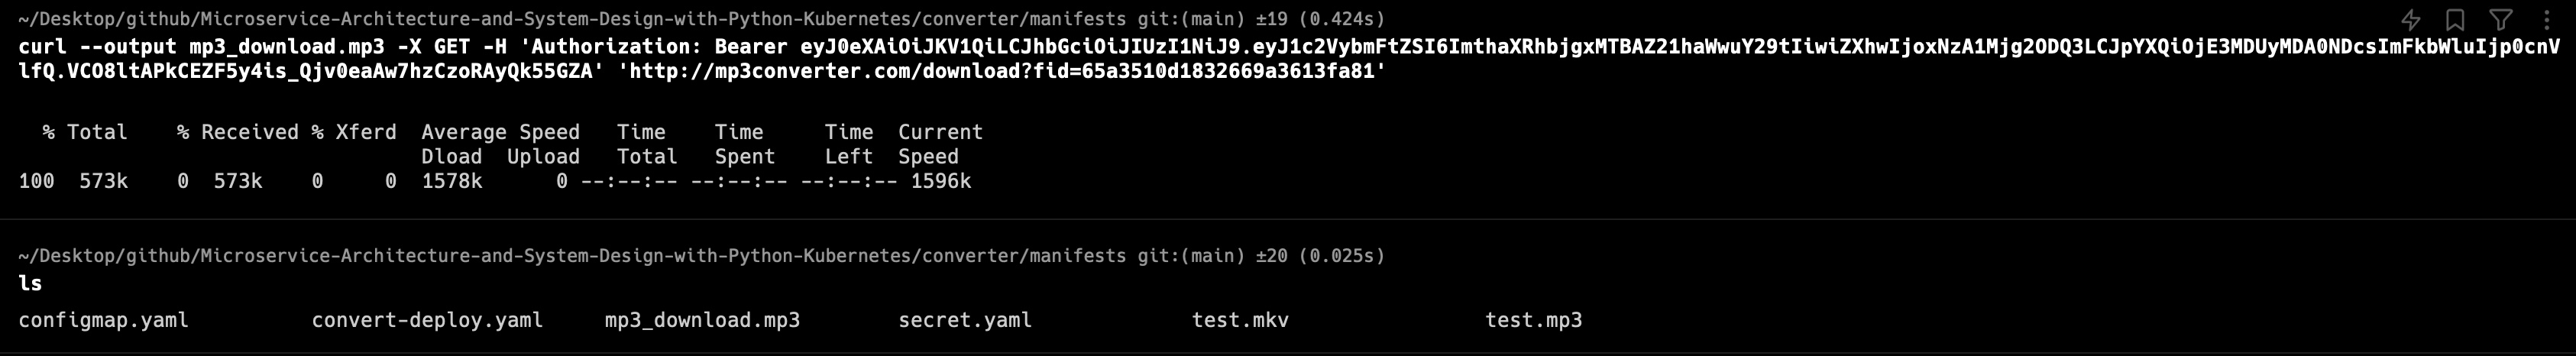 ~/Desktop/github/Microservice-Architecture-and-System-Design-with-Python-Kubernetes/converter/manifests git:(main) ±19 (0.424s)
curl --output mp3_download.mp3 -X GET -H 'Authorization: Bearer eyJ0eXAiOiJKV1QiLCJhbGciOiJIUzI1NiJ9.eyJ1c2VybmFtZSI6ImthaXRhbjgxMTBAZ21haWwuY29tIiwiZXhwIjoxNzA1Mjg2ODQ3LCJpYXQiOjE3MDUyMDA0NDcsImFkbWluIjp0cnV
lfQ.VCO8ltAPkCEZF5y4is_Qjv0eaAw7hzCzoRAyQk55GZA' 'http://mp3converter.com/download?fid=65a3510d1832669a3613fa81'
% Total % Received % Xferd Average Speed Time Time Time Current
Dload Upload Total Spent Left Speed
100 573k 0 573k 0 0 1578k 0 --:--:-- --:--:-- --:--:-- 1596k
~/Desktop/github/Microservice-Architecture-and-System-Design-with-Python-Kubernetes/converter/manifests git:(main) ±20 (0.025s)
ls
configmap.yaml convert-deploy.yaml mp3_download.mp3 secret.yaml test.mkv test.mp3